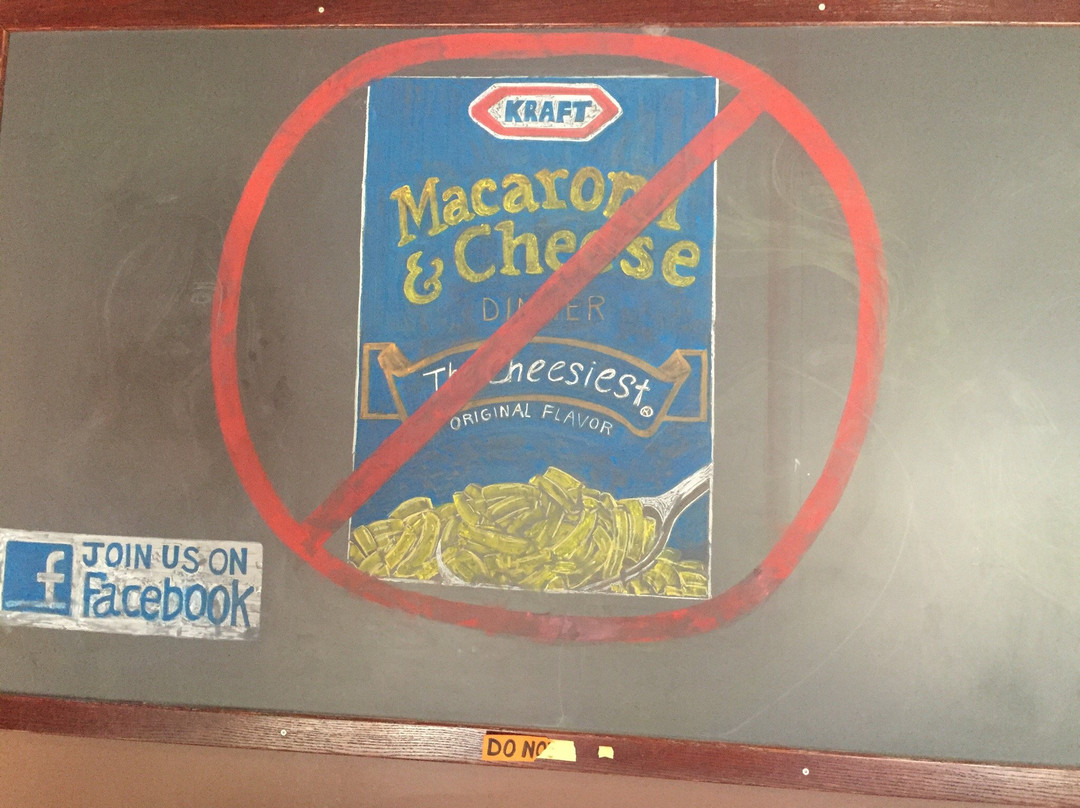 KRAFT
Macaroni
& Cheese
DINNER
The Cheesiest®
ORIGINAL FLAVOR
f JOIN US ON
Facebook
DO NO